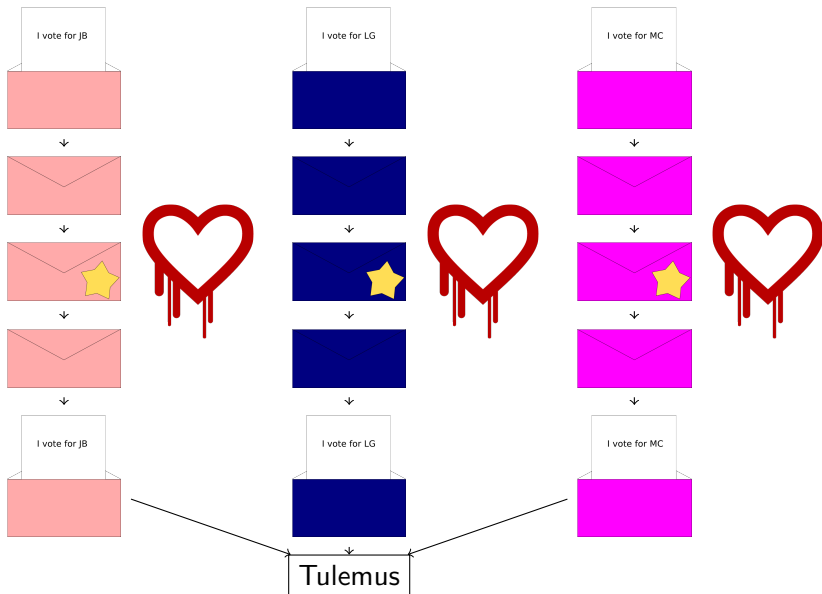 I vote for JB
I vote for LG
I vote for MC
I vote for JB
I vote for LG
I vote for MC
Tulemus